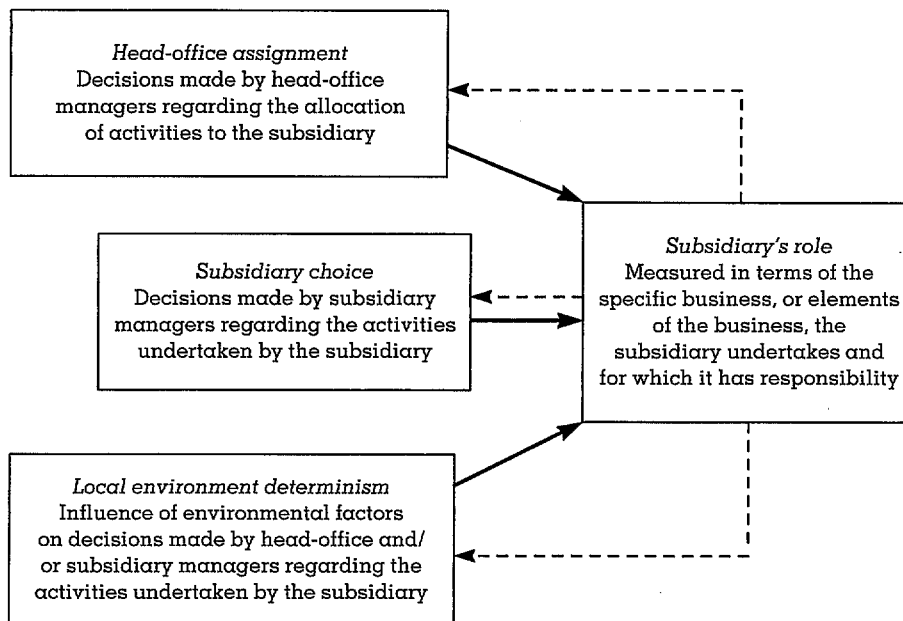 Head-office assignment
Decisions made by head-office
managers regarding the allocation
of activities to the subsidiary
Subsidiary choice
Decisions made by subsidiary
managers regarding the activities
undertaken by the subsidiary
Local environment determinism
Influence of environmental factors
on decisions made by head-office and/
or subsidiary managers regarding the
activities undertaken by the subsidiary
Subsidiary's role
Measured in terms of the
specific business, or elements
of the business, the
subsidiary undertakes and
for which it has responsibility